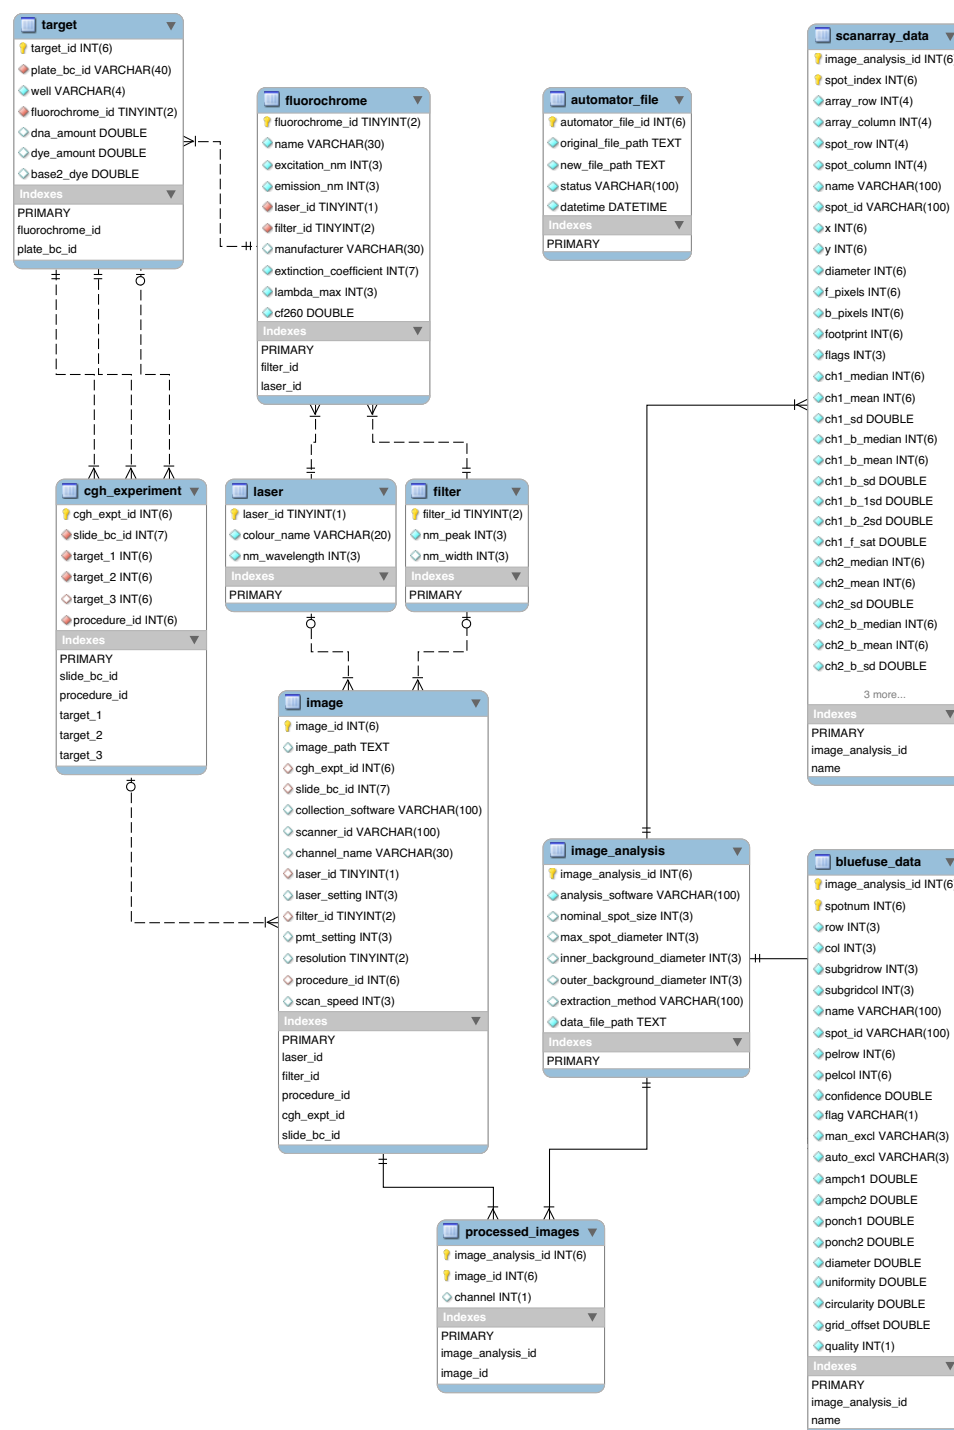 target
target_id INT(6)
plate_bc_id VARCHAR(40)
well VARCHAR(4)
fluorochrome_id TINYINT(2)
dna_amount DOUBLE
dye_amount DOUBLE
base2_dye DOUBLE
Indexes
PRIMARY
fluorochrome_id
plate_bc_id
fluorochrome
fluorochrome_id TINYINT(2)
name VARCHAR(30)
excitation_nm INT(3)
emission_nm INT(3)
laser_id TINYINT(1)
filter_id TINYINT(2)
manufacturer VARCHAR(30)
extinction_coefficient INT(7)
lambda_max INT(3)
cf260 DOUBLE
Indexes
PRIMARY
filter_id
laser_id
automator_file
automator_file_id INT(6)
original_file_path TEXT
new_file_path TEXT
status VARCHAR(100)
datetime DATETIME
Indexes
PRIMARY
scanarray_data
image_analysis_id INT(6
spot_index INT(6)
array_row INT(4)
array_column INT(4)
spot_row INT(4)
spot_column INT(4)
name VARCHAR(100)
spot_id VARCHAR(100)
x INT(6)
y INT(6)
diameter INT(6)
f_pixels INT(6)
b_pixels INT(6)
footprint INT(6)
flags INT(3)
ch1_median INT(6)
ch1_mean INT(6)
ch1_sd DOUBLE
ch1_b_median INT(6)
ch1_b_mean INT(6)
ch1_b_sd DOUBLE
ch1_b_1sd DOUBLE
ch1_b_2sd DOUBLE
ch1_f_sat DOUBLE
ch2_median INT(6)
ch2_mean INT(6)
ch2_sd DOUBLE
ch2_b_median INT(6)
ch2_b_mean INT(6)
ch2_b_sd DOUBLE
3 more...
Indexes
PRIMARY
image_analysis_id
name
cgh_experiment
cgh_expt_id INT(6)
slide_bc_id INT(7)
target_1 INT(6)
target_2 INT(6)
target_3 INT(6)
procedure_id INT(6)
Indexes
PRIMARY
slide_bc_id
procedure_id
target_1
target_2
target_3
laser
laser_id TINYINT(1)
colour_name VARCHAR(20)
nm_wavelength INT(3)
Indexes
PRIMARY
filter
filter_id TINYINT(2)
nm_peak INT(3)
nm_width INT(3)
Indexes
PRIMARY
image
image_id INT(6)
image_path TEXT
cgh_expt_id INT(6)
slide_bc_id INT(7)
collection_software VARCHAR(100)
scanner_id VARCHAR(100)
channel_name VARCHAR(30)
laser_id TINYINT(1)
laser_setting INT(3)
filter_id TINYINT(2)
pmt_setting INT(3)
resolution TINYINT(2)
procedure_id INT(6)
scan_speed INT(3)
Indexes
PRIMARY
laser_id
filter_id
procedure_id
cgh_expt_id
slide_bc_id
image_analysis
image_analysis_id INT(6)
analysis_software VARCHAR(100)
nominal_spot_size INT(3)
max_spot_diameter INT(3)
inner_background_diameter INT(3)
outer_background_diameter INT(3)
extraction_method VARCHAR(100)
data_file_path TEXT
Indexes
PRIMARY
bluefuse_data
image_analysis_id INT(6
spotnum INT(6)
row INT(3)
col INT(3)
subgridrow INT(3)
subgridcol INT(3)
name VARCHAR(100)
spot_id VARCHAR(100)
pelrow INT(6)
pelcol INT(6)
confidence DOUBLE
flag VARCHAR(1)
man_excl VARCHAR(3)
auto_excl VARCHAR(3)
ampch1 DOUBLE
ampch2 DOUBLE
ponch1 DOUBLE
ponch2 DOUBLE
diameter DOUBLE
uniformity DOUBLE
circularity DOUBLE
grid_offset DOUBLE
quality INT(1)
Indexes
PRIMARY
image_analysis_id
name
processed_images
image_analysis_id INT(6)
image_id INT(6)
channel INT(1)
Indexes
PRIMARY
image_analysis_id
image_id